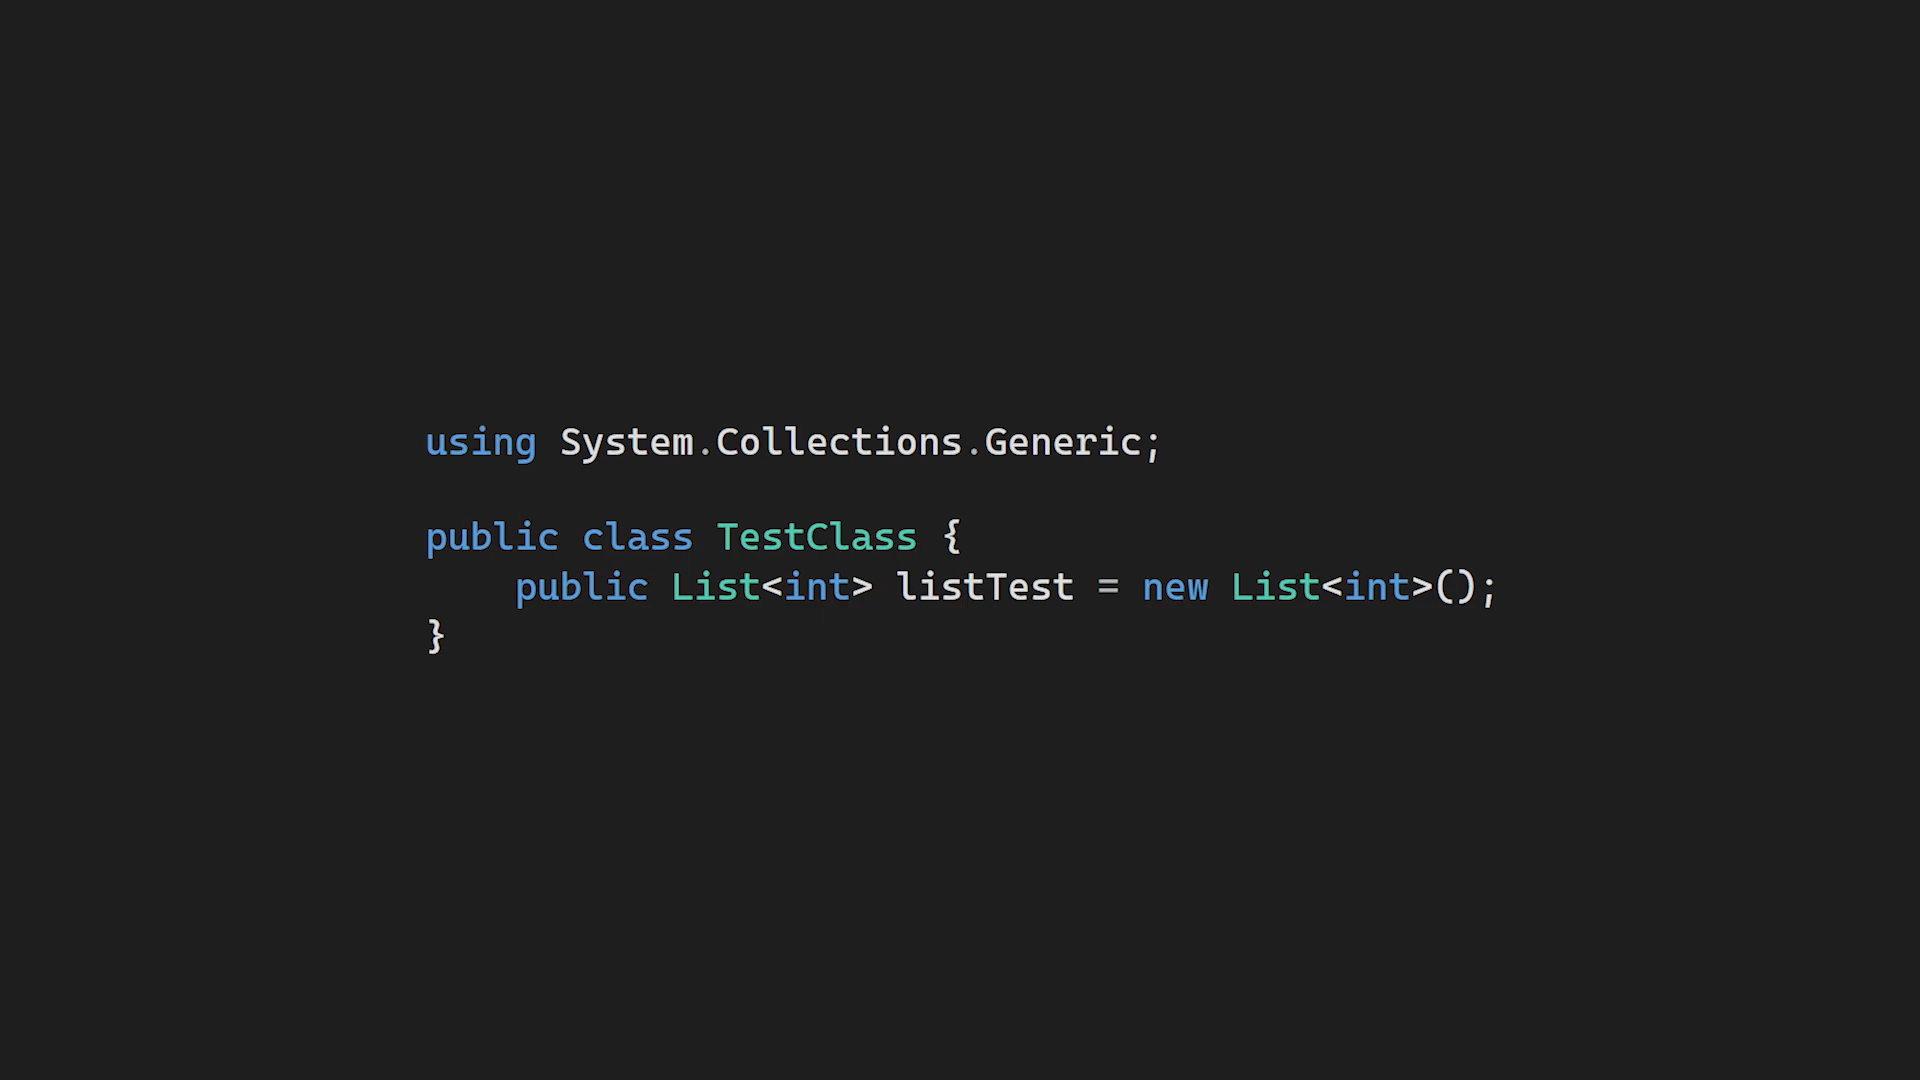 using System.Collections.Generic;
public class TestClass {
    public List<int> listTest = new List<int>();
}